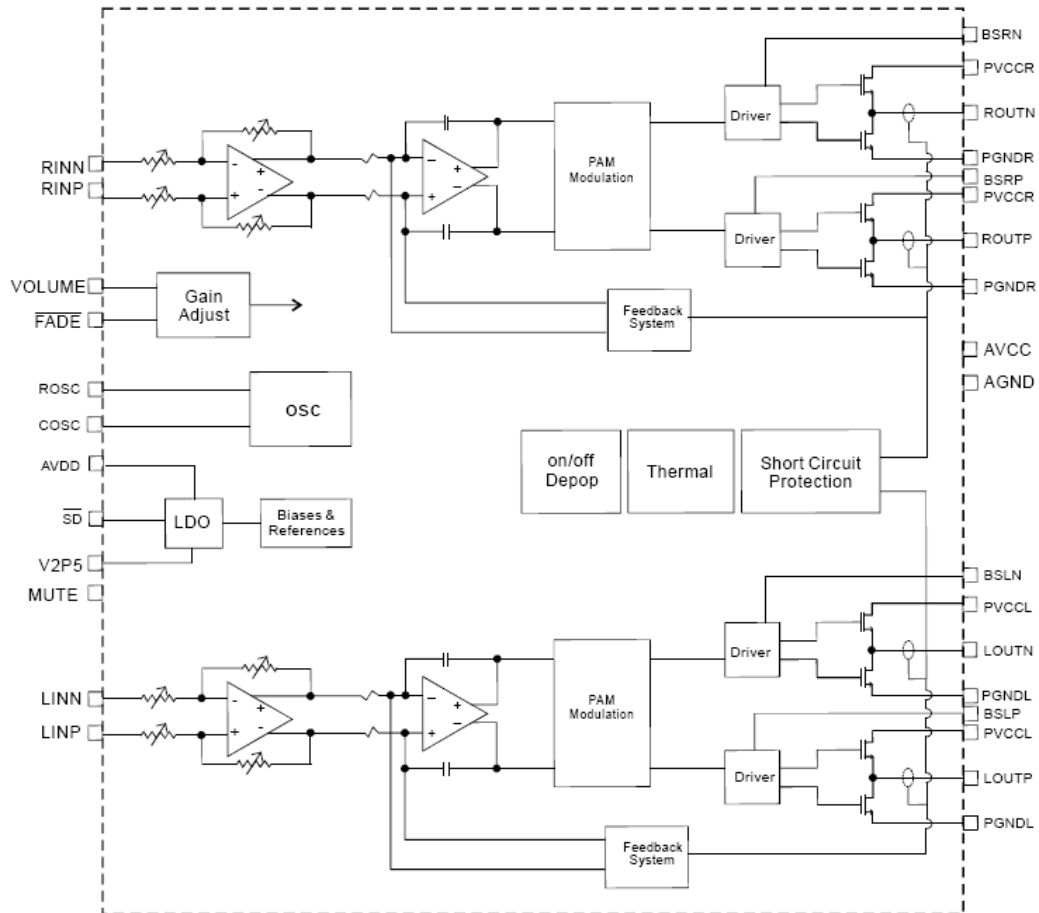 BSRN
PVCCR
Driver
ROUTN
PAM
Modulation
RINN
RINP
-
+
+
-
−
+
+
−
PGNDR
BSRP
PVCCR
Driver
ROUTP
VOLUME
FADE
Gain
Adjust
PGNDR
Feedback
System
AVCC
AGND
ROSC
COSC
OSC
AVDD
SD
V2P5
MUTE
LDO
Biases &
References
on/off
Depop
Thermal
Short Circuit
Protection
BSLN
PVCCL
Driver
LOUTN
LINN
LINP
-
+
+
-
−
+
+
−
PAM
Modulation
PGNDL
BSLP
PVCCL
Driver
LOUTP
PGNDL
Feedback
System